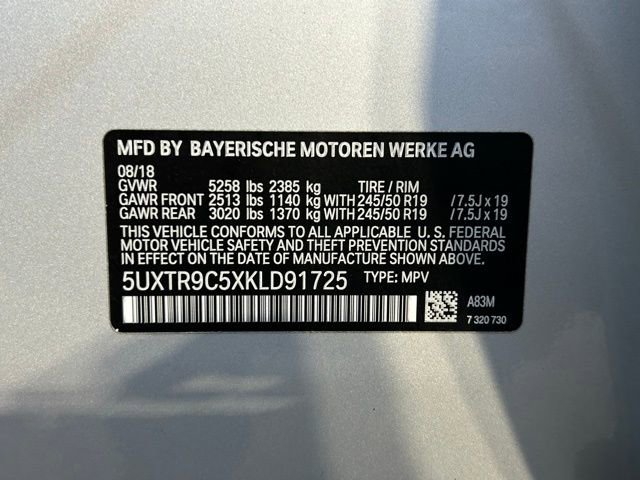 MFD BY BAYERISCHE MOTOREN WERKE AG
08/18
GVWR 5258 lbs 2385 kg TIRE / RIM
GAWR FRONT 2513 lbs 1140 kg WITH 245/50 R19 / 7.5J x 19
GAWR REAR 3020 lbs 1370 kg WITH 245/50 R19 / 7.5J x 19
THIS VEHICLE CONFORMS TO ALL APPLICABLE U. S. FEDERAL
MOTOR VEHICLE SAFETY, BUMPER, AND THEFT PREVENTION STANDARDS
IN EFFECT ON THE DATE OF MANUFACTURE SHOWN ABOVE.
5UXTR9C5XKLD91725 TYPE: MPV
A83M
7 320 730